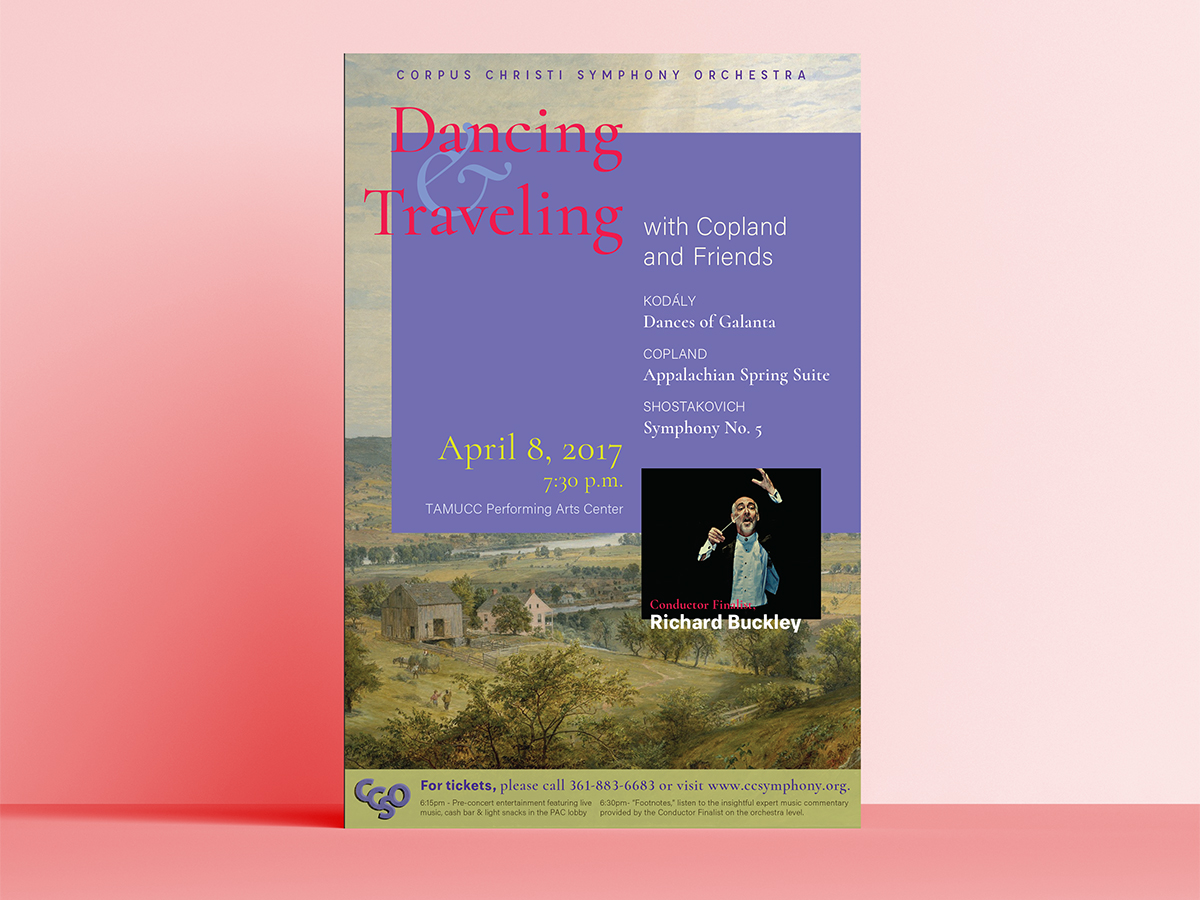 CORPUS CHRISTI SYMPHONY ORCHESTRA
Dancing
&
Traveling
with Copland
and Friends
KODÁLY
Dances of Galanta
COPLAND
Appalachian Spring Suite
SHOSTAKOVICH
Symphony No. 5
April 8, 2017
7:30 p.m.
TAMUCC Performing Arts Center
Conductor Finalist,
Richard Buckley
CCSO
For tickets, please call 361-883-6683 or visit www.ccsymphony.org.
6:15pm - Pre-concert entertainment featuring live
music, cash bar & light snacks in the PAC lobby
6:30pm- "Footnotes," listen to the insightful expert music commentary
provided by the Conductor Finalist on the orchestra level.